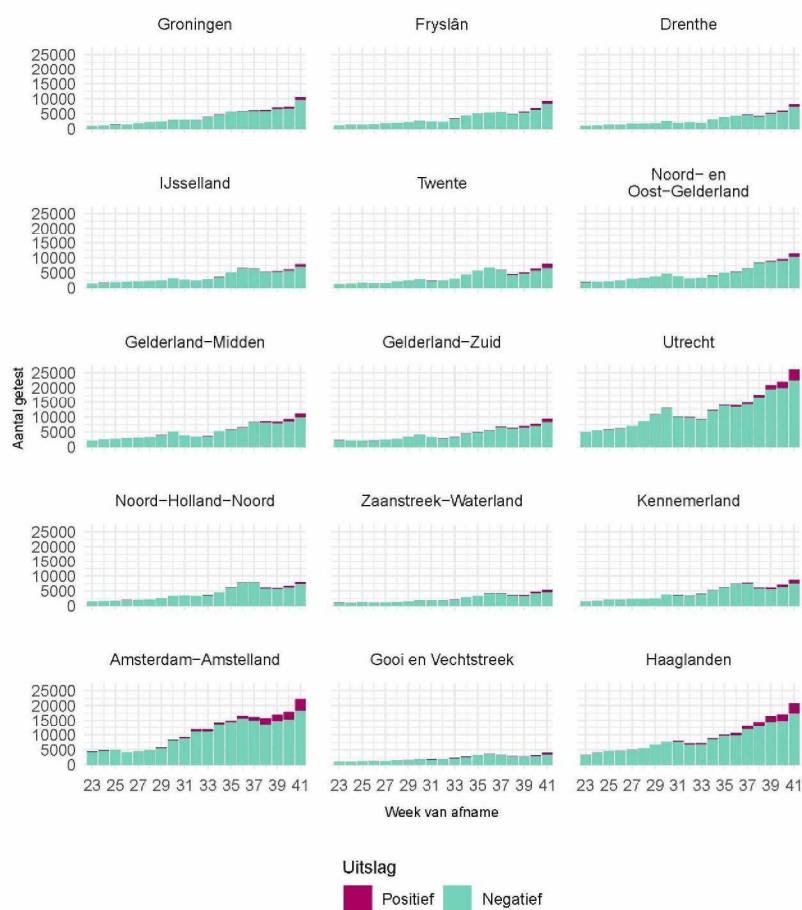 Groningen
Fryslân
Drenthe
25000
20000
15000
10000
5000
0
IJsselland
Twente
Noord- en
Oost-Gelderland
25000
20000
15000
10000
5000
0
Gelderland-Midden
Gelderland-Zuid
Utrecht
Aantal getest
25000
20000
15000
10000
5000
0
Noord-Holland-Noord
Zaanstreek-Waterland
Kennemerland
25000
20000
15000
10000
5000
0
Amsterdam-Amstelland
Gooi en Vechtstreek
Haaglanden
25000
20000
15000
10000
5000
0
23 25 27 29 31 33 35 37 39 41
23 25 27 29 31 33 35 37 39 41
23 25 27 29 31 33 35 37 39 41
Week van afname
Uitslag
Positief
Negatief